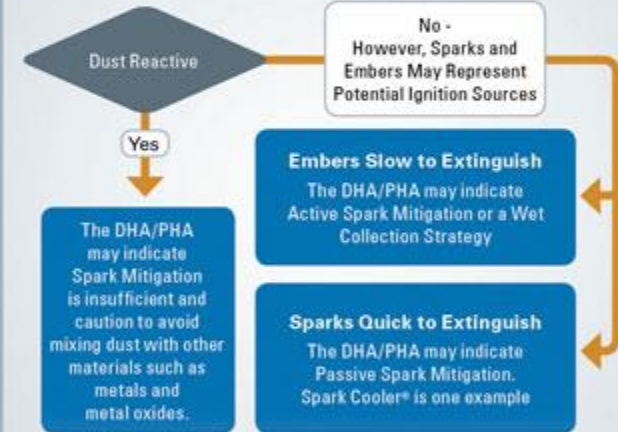 Dust Reactive
No -
However, Sparks and
Embers May Represent
Potential Ignition Sources
Yes
The DHA/PHA
may indicate
Spark Mitigation
is insufficient and
caution to avoid
mixing dust with other
materials such as
metals and
metal oxides.
Embers Slow to Extinguish
The DHA/PHA may indicate
Active Spark Mitigation or a Wet
Collection Strategy
Sparks Quick to Extinguish
The DHA/PHA may indicate
Passive Spark Mitigation.
Spark Cooler® is one example